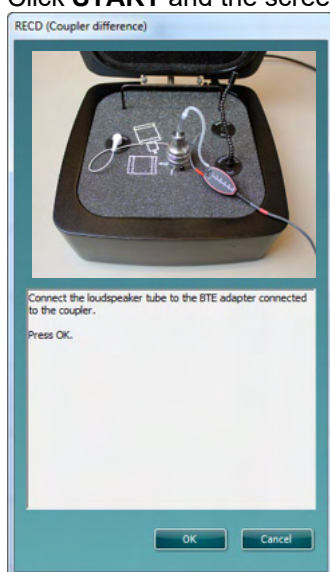 Click START and the scree
RECD (Coupler difference)
Connect the loudspeaker tube to the BTE adapter connected
to the coupler.
Press OK.
OK Cancel